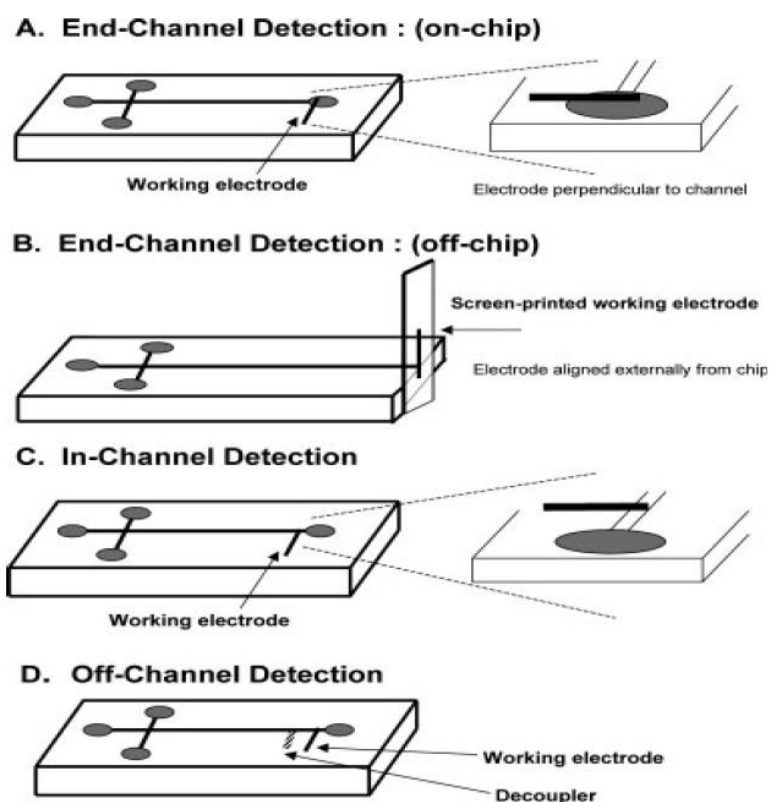 A. End-Channel Detection : (on-chip)
Working electrode
Electrode perpendicular to channel
B. End-Channel Detection : (off-chip)
Screen-printed working electrode
Electrode aligned externally from chip
C. In-Channel Detection
Working electrode
D. Off-Channel Detection
Working electrode
Decoupler